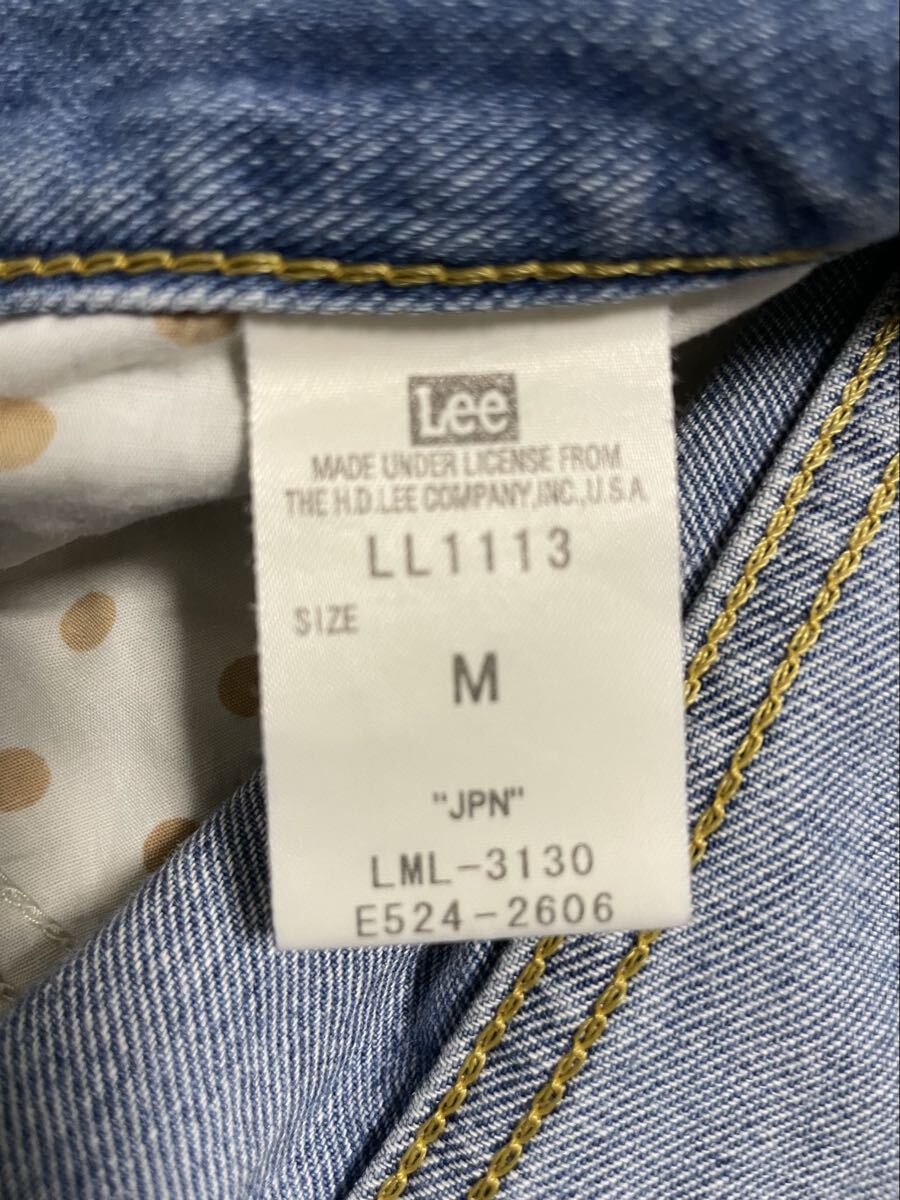 Lee
MADE UNDER LICENSE FROM
THE H.D.LEE COMPANY,INC.,U.S.A
LL1113
SIZE
M
"JPN"
LML-3130
E524-2606